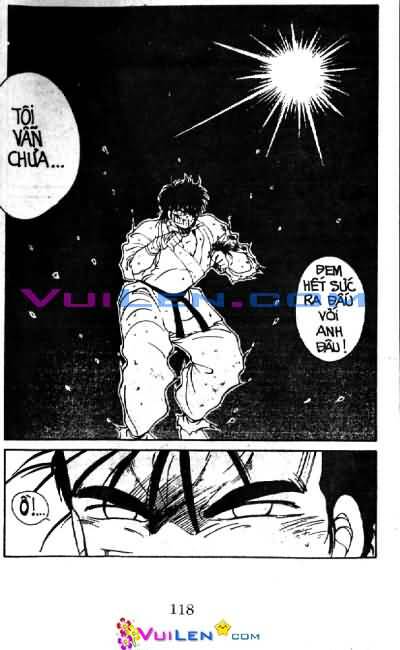 TÔI
VẪN
CHƯA...
ĐEM
HẾT SỨC
RA ĐẤU
VỚI
ANH
ĐÂU!
VUILEN.COM
Ồ!...
118
VUILEN.COM